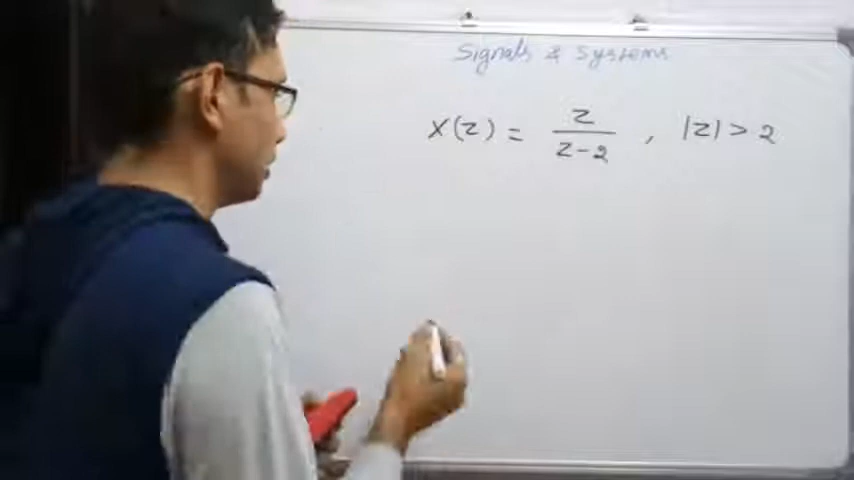 Signals & Systems
X(z) = z/(z-2) , |z| > 2